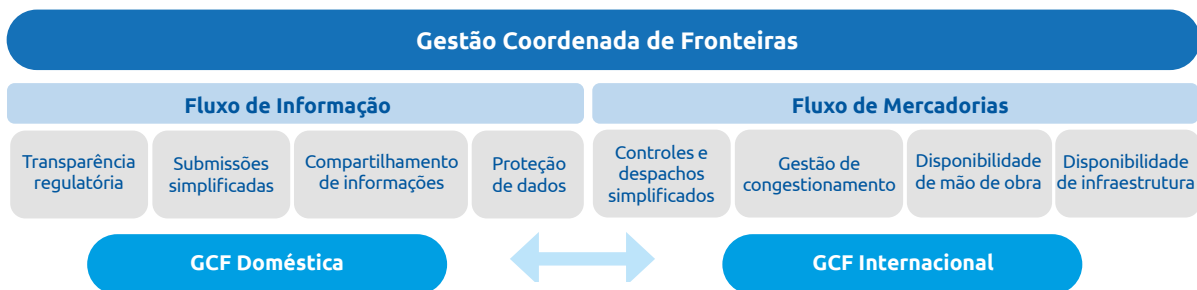 Gestão Coordenada de Fronteiras
Fluxo de Informação
Fluxo de Mercadorias
Transparência
regulatória
Submissões
simplificadas
Compartilhamento
de informações
Proteção
de dados
Controles e
despachos
simplificados
Gestão de
congestionamento
Disponibilidade
de mão de obra
Disponibilidade
de infraestrutura
GCF Doméstica
GCF Internacional